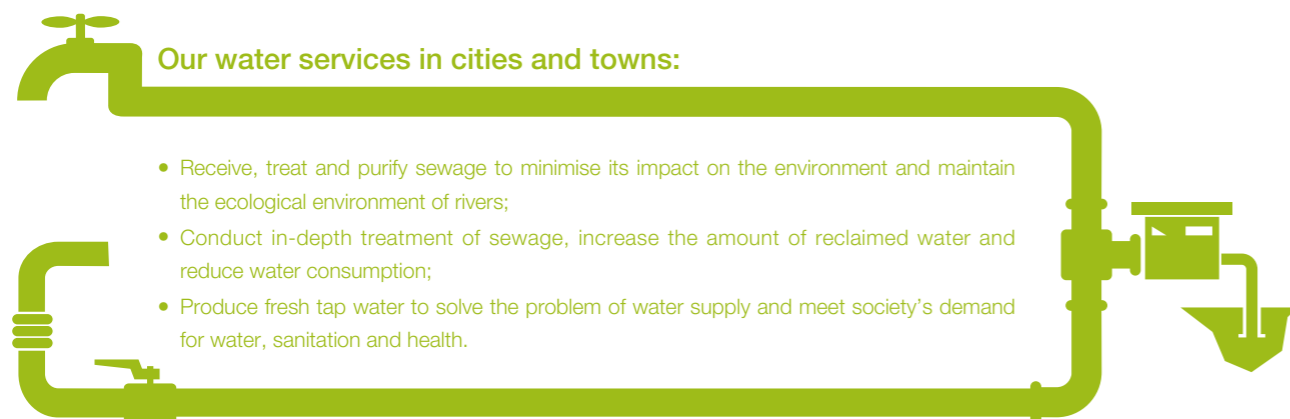 Our water services in cities and towns:
• Receive, treat and purify sewage to minimise its impact on the environment and maintain
the ecological environment of rivers;
• Conduct in-depth treatment of sewage, increase the amount of reclaimed water and
reduce water consumption;
• Produce fresh tap water to solve the problem of water supply and meet society’s demand
for water, sanitation and health.